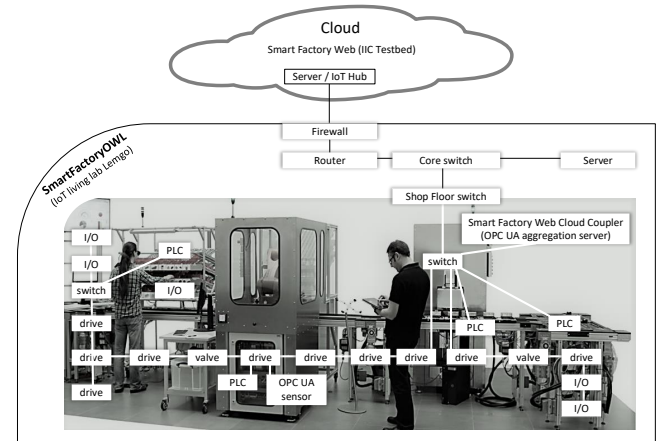 Cloud
Smart Factory Web (IIC Testbed)
Server / IoT Hub
Firewall
Router
Core switch
Server
SmartFactoryOWL
(IoT living lab Lemgo)
Shop Floor switch
Smart Factory Web Cloud Coupler
(OPC UA aggregation server)
I/O
PLC
I/O
switch
switch
I/O
drive
PLC
PLC
drive
drive
valve
drive
drive
drive
drive
drive
valve
drive
drive
PLC
OPC UA
sensor
I/O
I/O